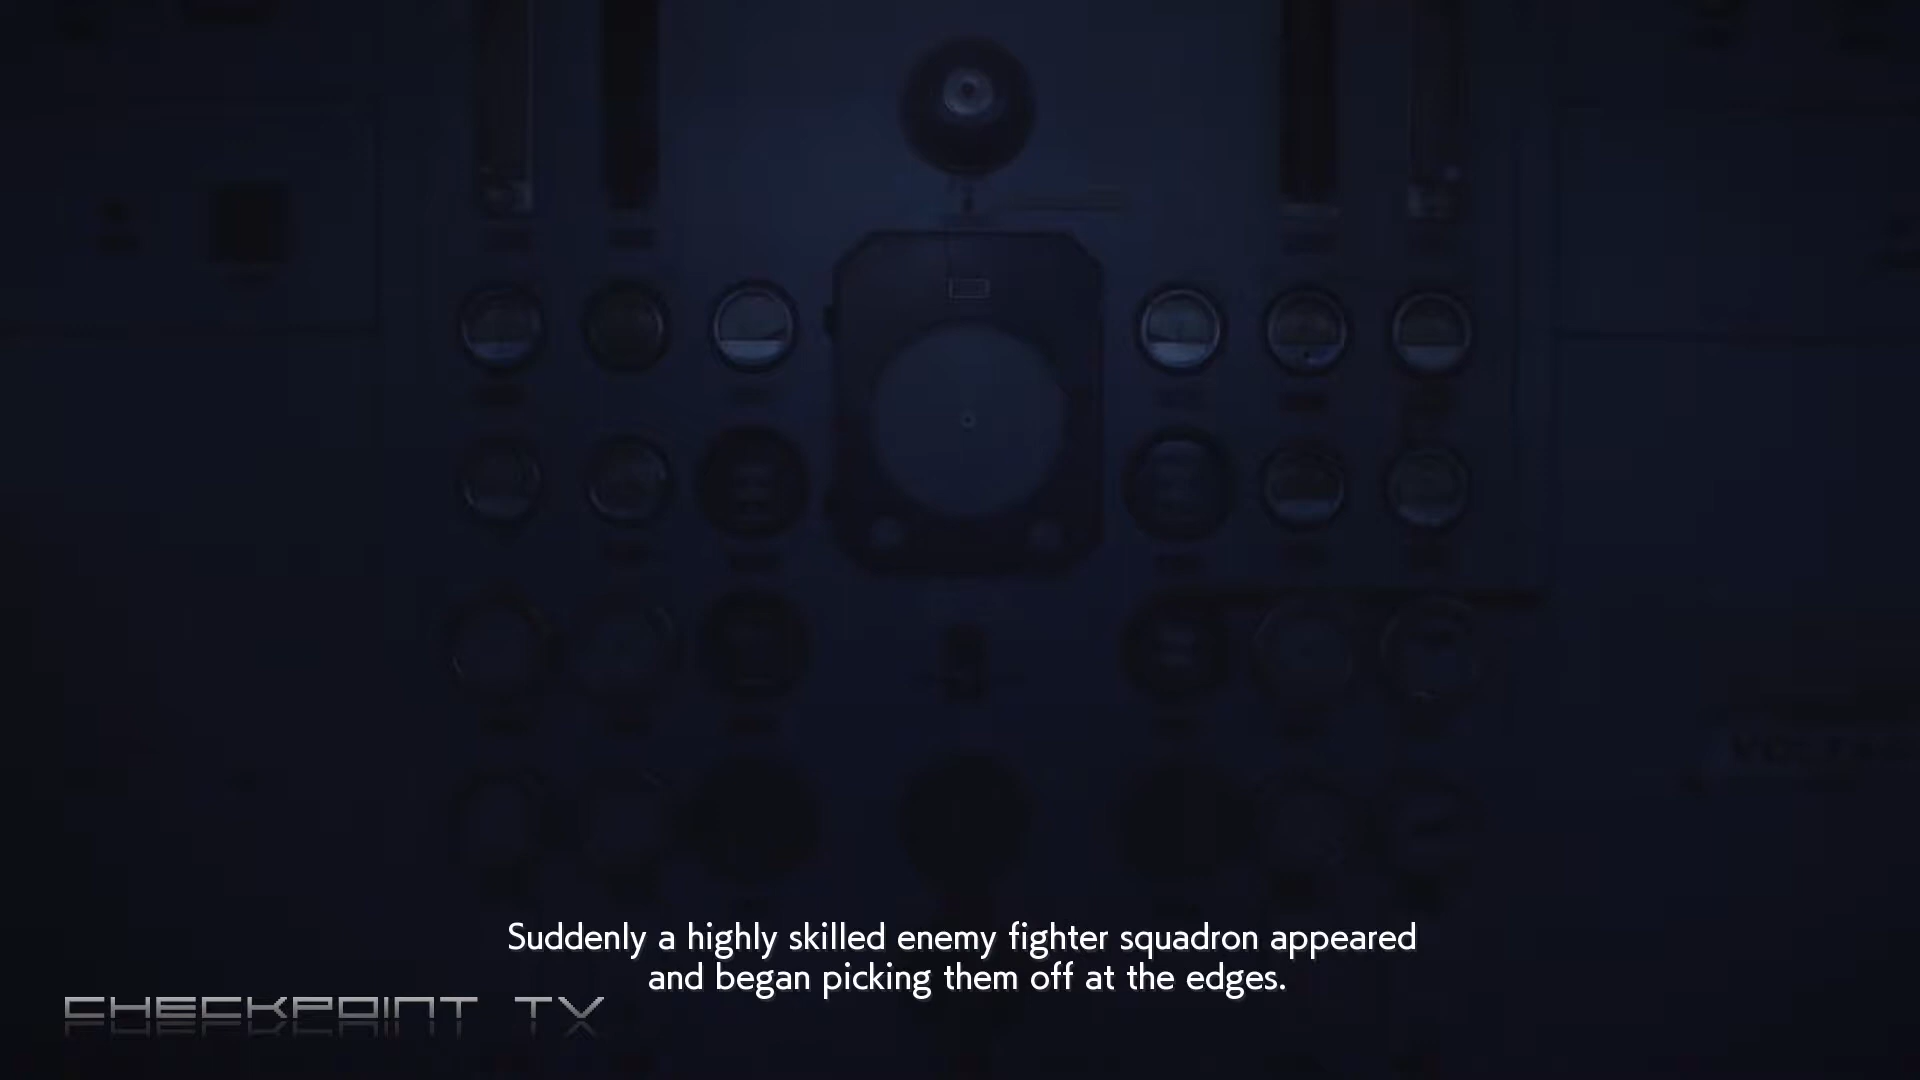 Suddenly a highly skilled enemy fighter squadron appeared
and began picking them off at the edges.
CHECKPOINT TV